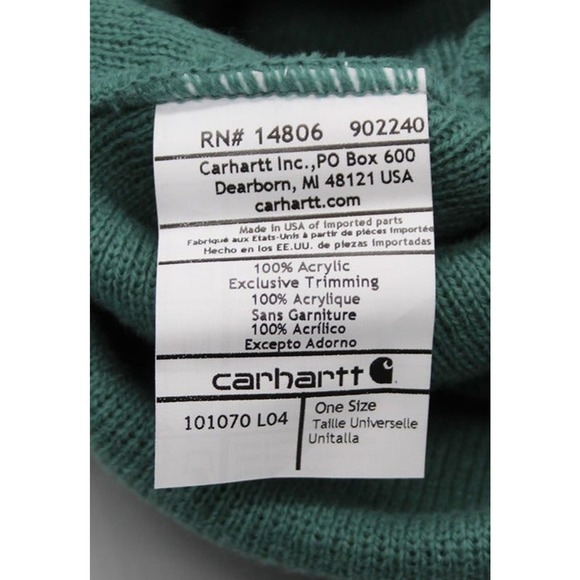 RN# 14806 902240
Carhartt Inc.,PO Box 600
Dearborn, MI 48121 USA
carhartt.com
Made in USA of Imported parts
Fabriqué aux Etats-Unis à partir de pièces importée
Hecho en los EE.UU. de piezas importadas
100% Acrylic
Exclusive Trimming
100% Acrylique
Sans Garniture
100% Acrílico
Excepto Adorno
carhartt
101070 L04
One Size
Taille Universelle
Unitalla